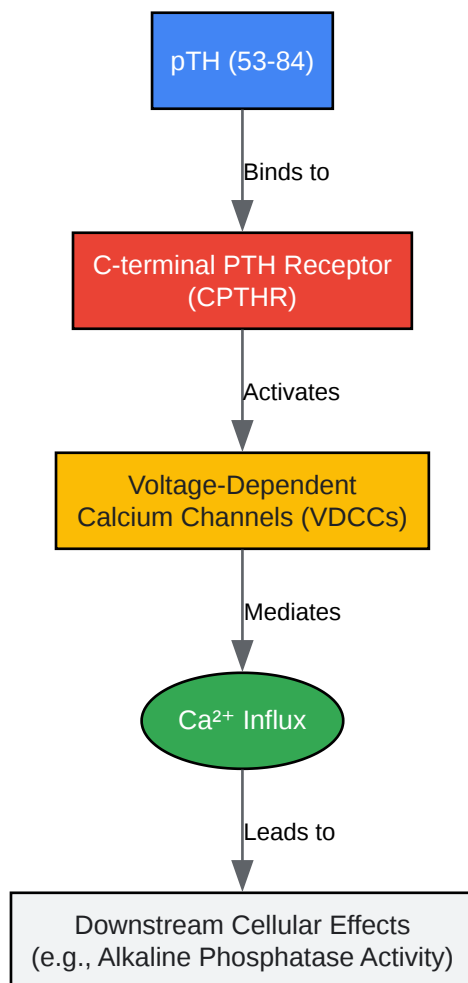 pTH (53-84)
Binds to
C-terminal PTH Receptor
(CPTHR)
Activates
Voltage-Dependent
Calcium Channels (VDCCs)
Mediates
Ca²⁺ Influx
Leads to
Downstream Cellular Effects
(e.g., Alkaline Phosphatase Activity)